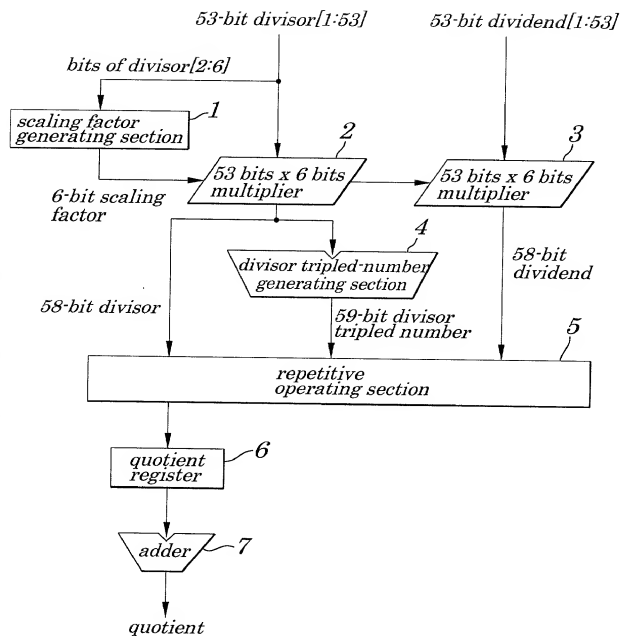 53-bit divisor[1:53]
53-bit dividend[1:53]
bits of divisor[2:6]
1
scaling factor
generating section
2
53 bits x 6 bits
multiplier
3
53 bits x 6 bits
multiplier
6-bit scaling
factor
4
divisor tripled-number
generating section
58-bit
dividend
58-bit divisor
59-bit divisor
tripled number
5
repetitive
operating section
6
quotient
register
7
adder
quotient